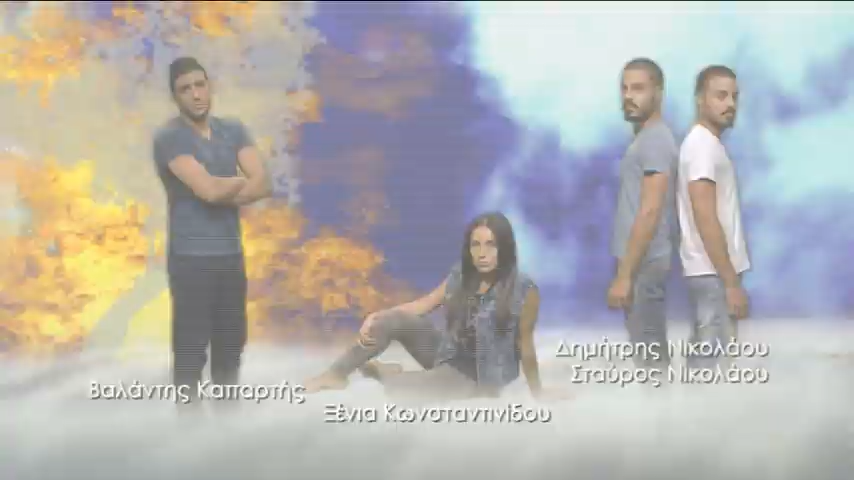 Βαλάντης Καπαρτής
Ξένια Κωνσταντινίδου
Δημήτρης Νικολάου
Σταύρος Νικολάου